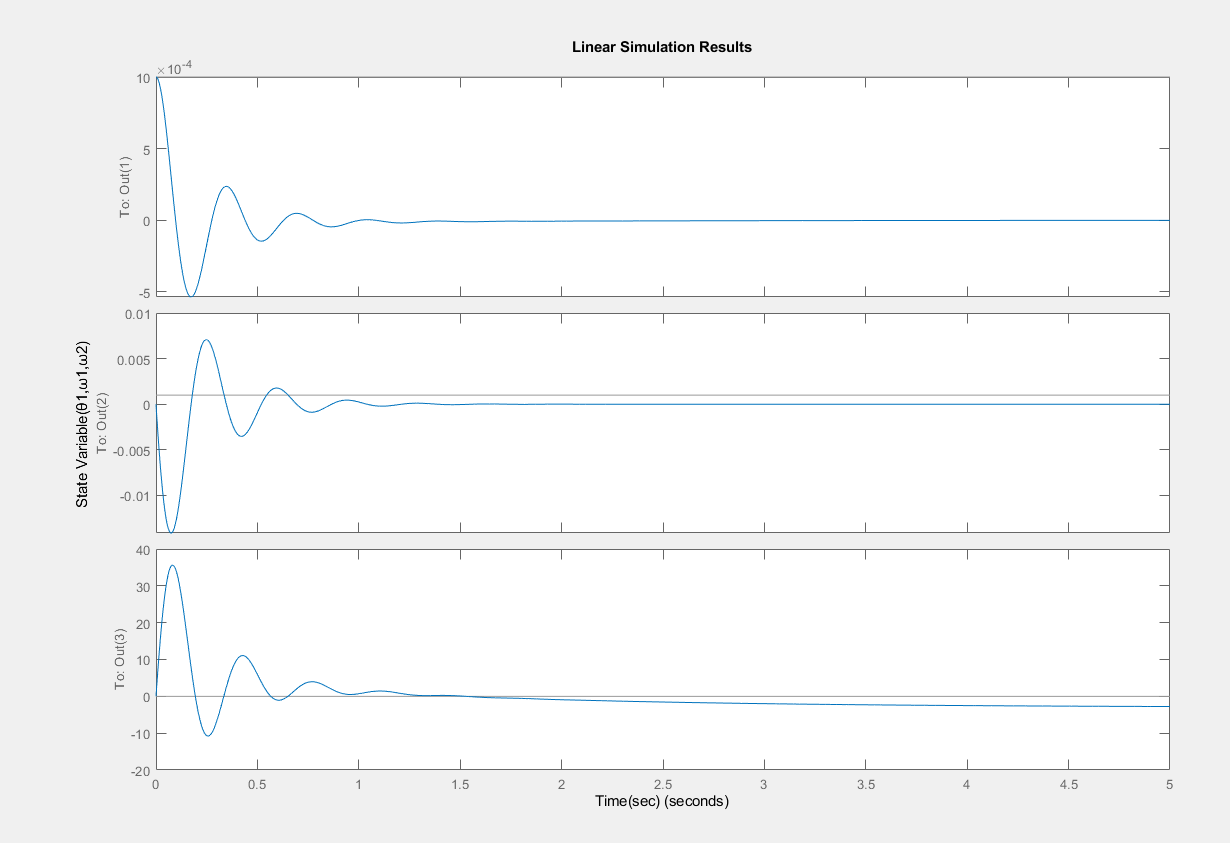 Linear Simulation Results
×10-4
10
5
0
-5
To: Out(1)
0.01
0.005
0
-0.005
-0.01
State Variable(θ1,ω1,ω2)
To: Out(2)
40
30
20
10
0
-10
-20
To: Out(3)
0 0.5 1 1.5 2 2.5 3 3.5 4 4.5 5
Time(sec) (seconds)